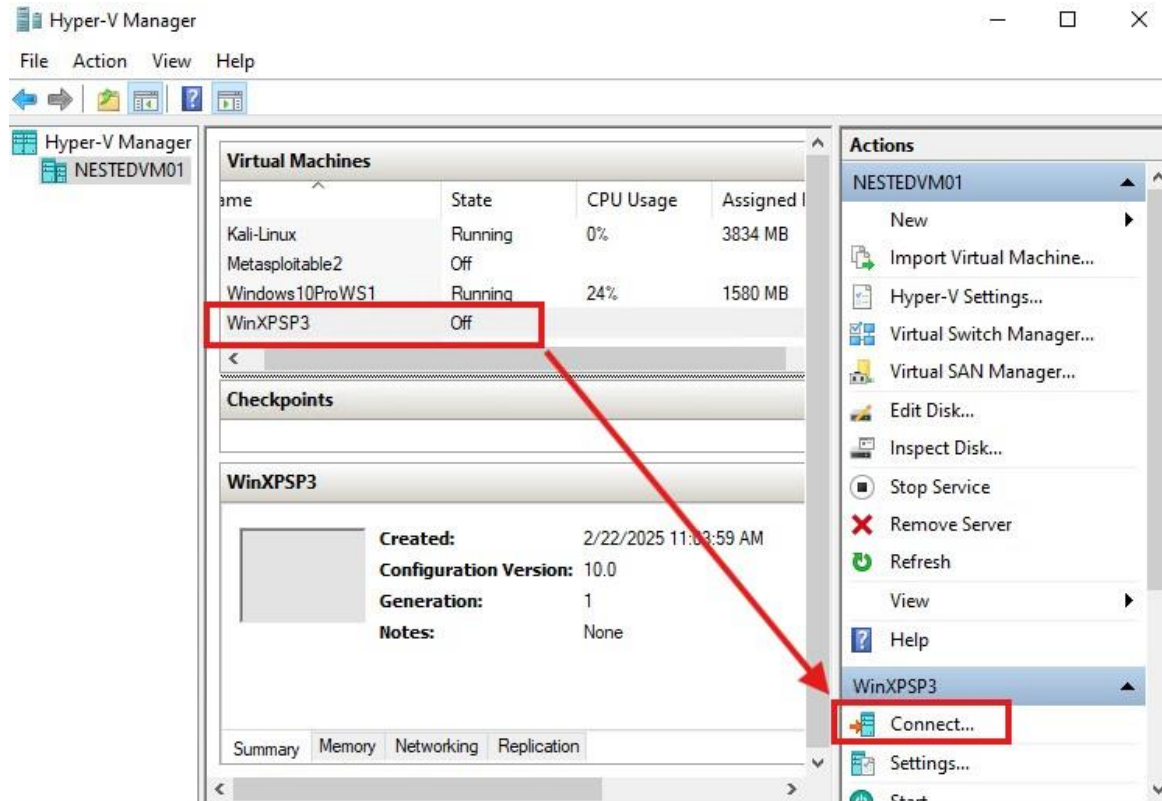 Hyper-V Manager
File Action View Help
Hyper-V Manager
NESTEDVM01
Virtual Machines
ame State CPU Usage Assigned
Kali-Linux Running 0% 3834 MB
Metasploitable2 Off
Windows10ProWS1 Running 24% 1580 MB
WinXPSP3 Off
Checkpoints
WinXPSP3
Created: 2/22/2025 11:03:59 AM
Configuration Version: 10.0
Generation: 1
Notes: None
Summary Memory Networking Replication
Actions
NESTEDVM01
New
Import Virtual Machine...
Hyper-V Settings...
Virtual Switch Manager...
Virtual SAN Manager...
Edit Disk...
Inspect Disk...
Stop Service
Remove Server
Refresh
View
Help
WinXPSP3
Connect...
Settings...
Start